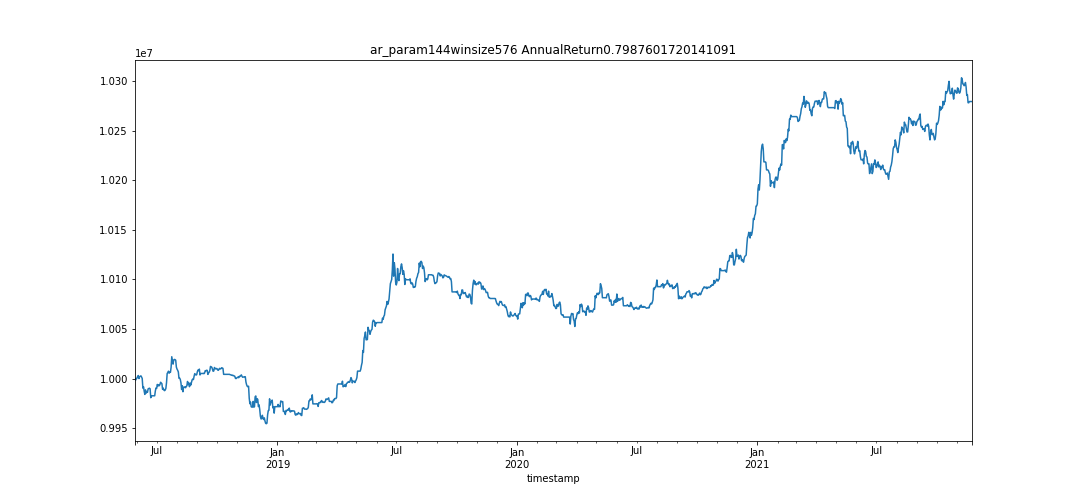 ar_param144winsize576 AnnualReturn0.7987601720141091
1e7
1.030
1.025
1.020
1.015
1.010
1.005
1.000
0.995
Jul Jan Jul Jan Jul Jan Jul
2019 2020 2021
timestamp